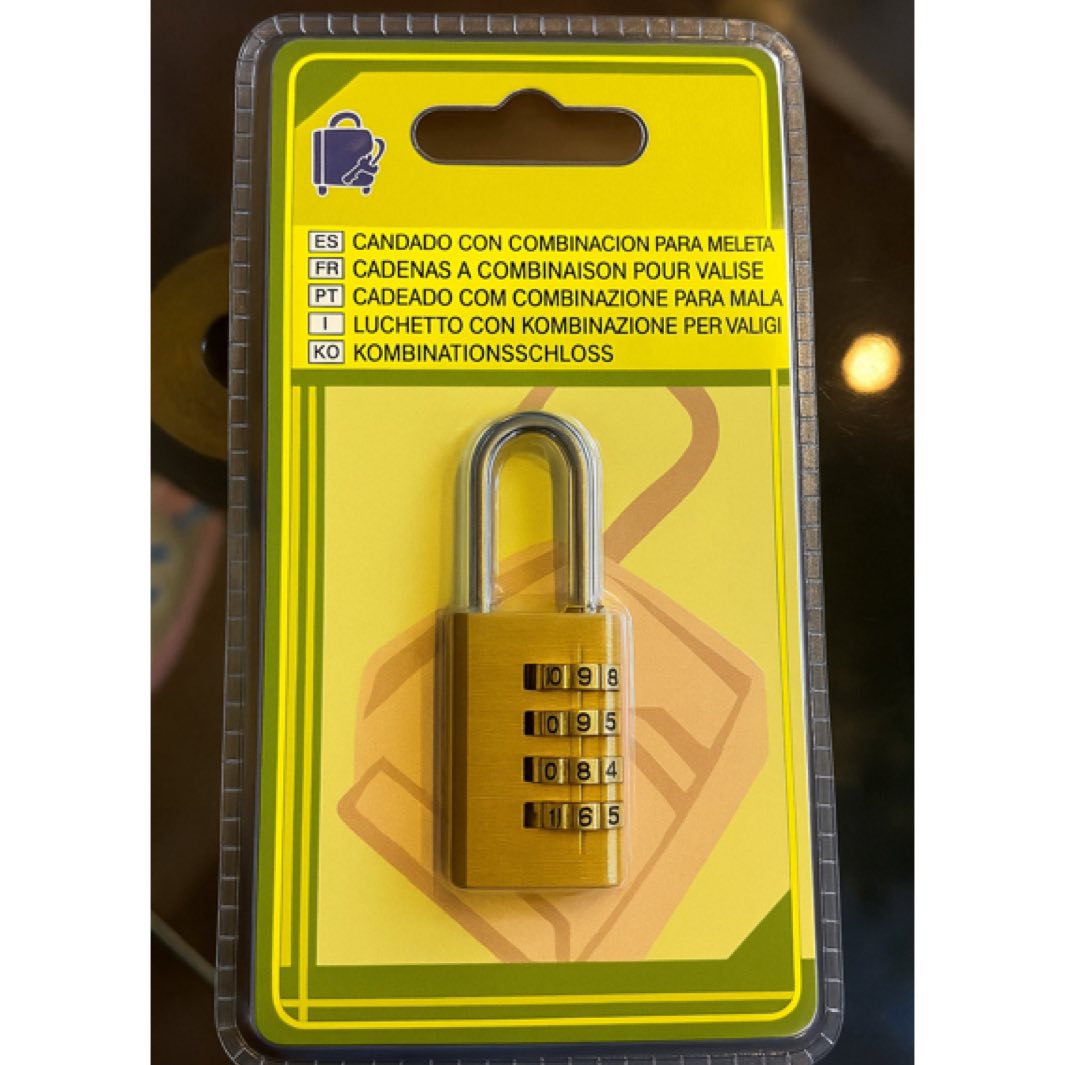 ES CANDADO CON COMBINACION PARA MELETA
FR CADENAS A COMBINAISON POUR VALISE
PT CADEADO COM COMBINAZIONE PARA MALA
I LUCHETTO CON KOMBINAZIONE PER VALIGI
KO KOMBINATIONSSCHLOSS
10 9 8
0 9 5
0 8 4
1 6 5